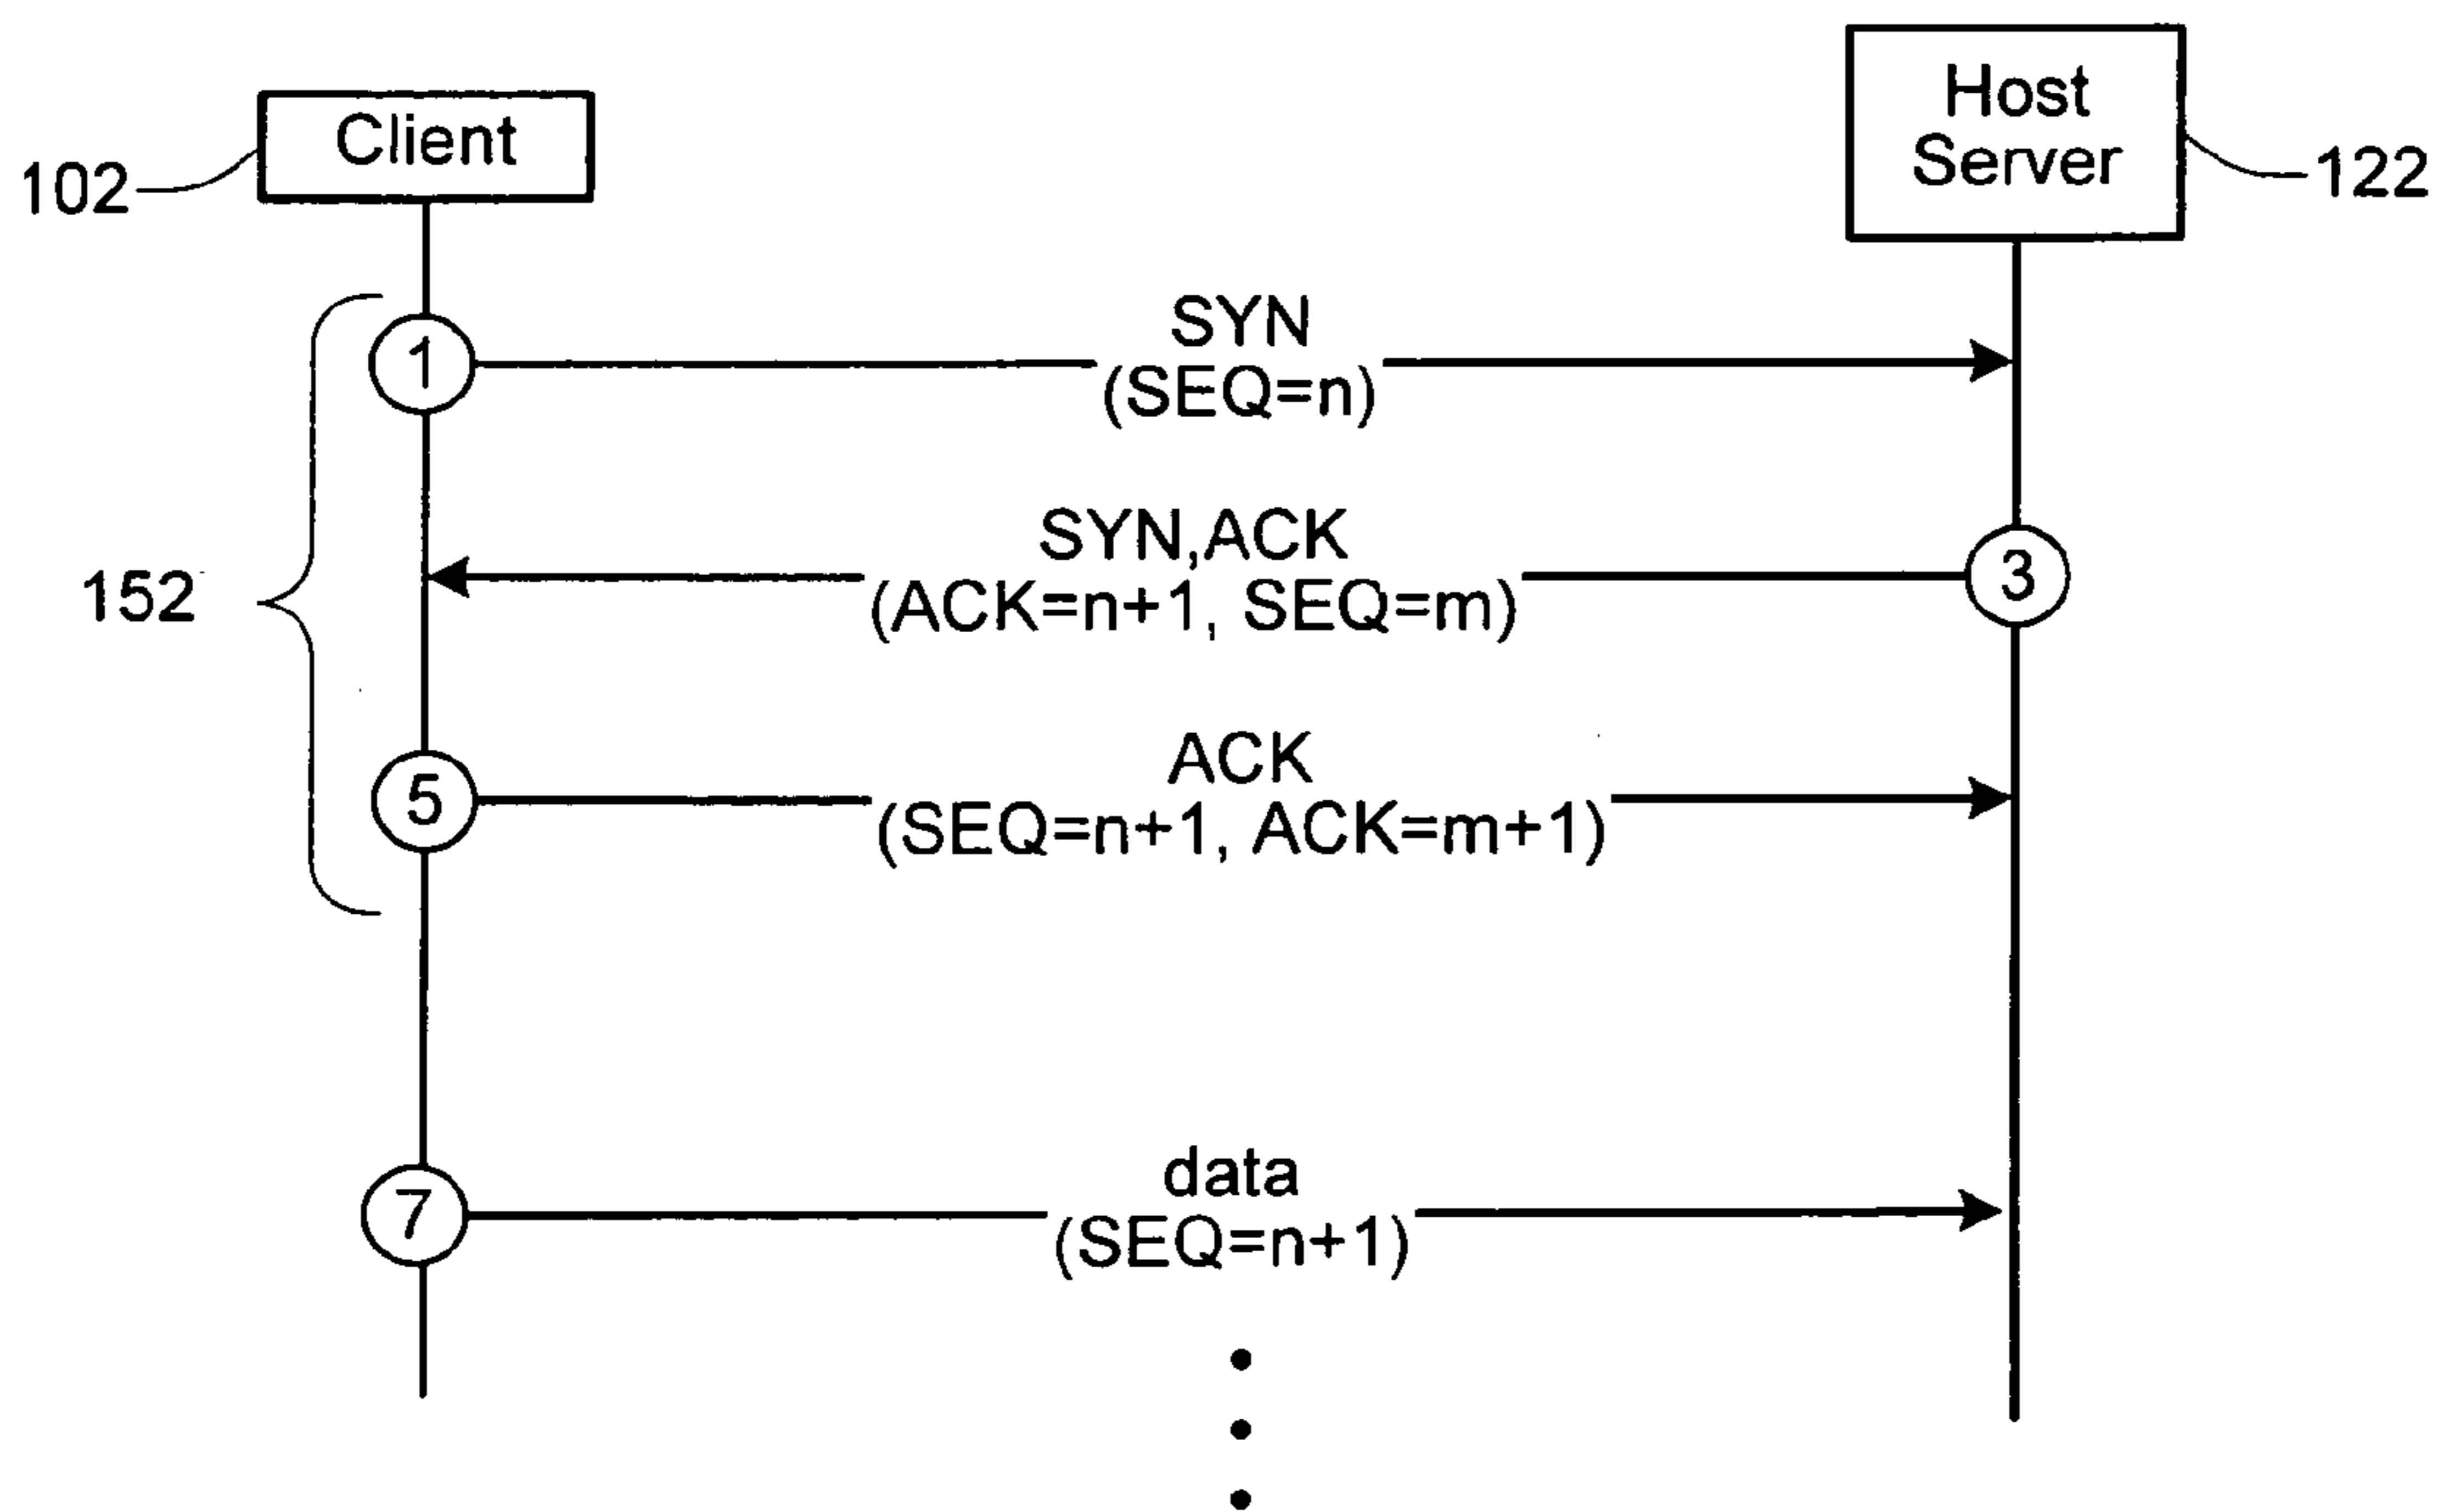 Host
Server
Client
102
122
1
SYN
(SEQ=n)
SYN,ACK
(ACK=n+1, SEQ=m)
3
152
5
ACK
(SEQ=n+1, ACK=m+1)
7
data
(SEQ=n+1)